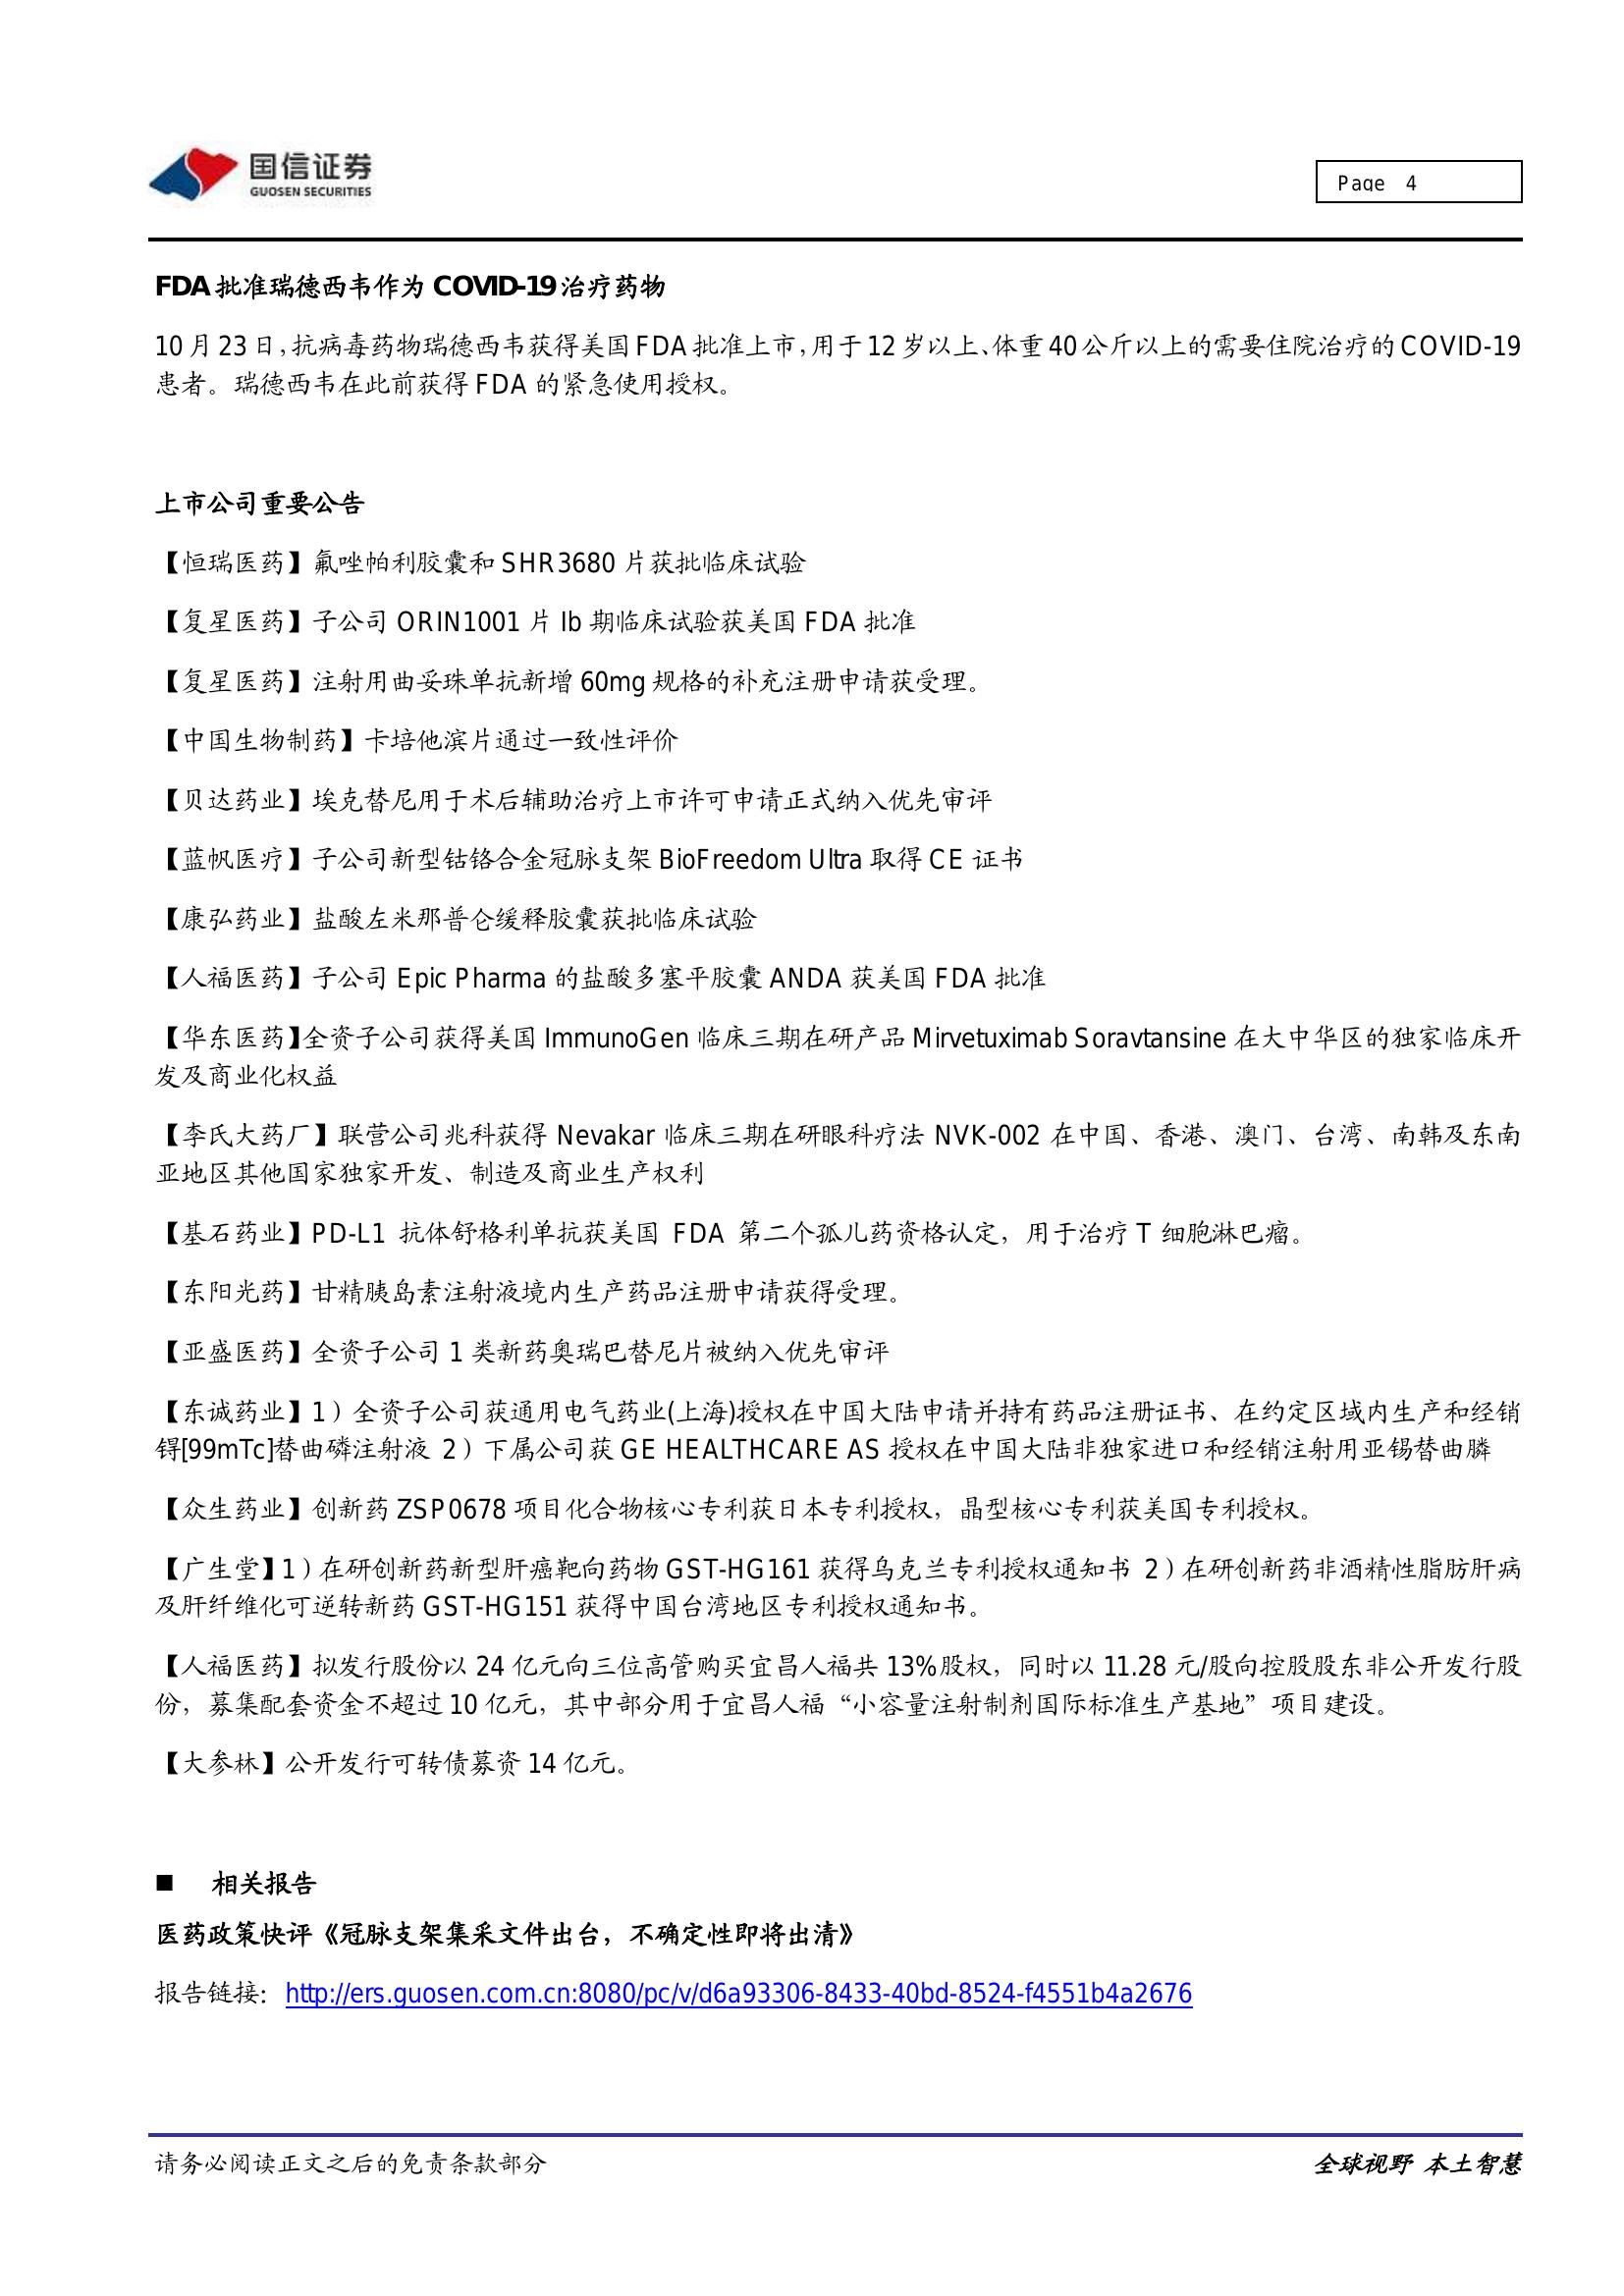 国信证券
GUOSEN SECURITIES
Page 4
FDA 批准瑞德西韦作为 COVID-19 治疗药物
10 月 23 日，抗病毒药物瑞德西韦获得美国 FDA 批准上市，用于 12 岁以上、体重 40 公斤以上的需要住院治疗的 COVID-19
患者。瑞德西韦在此前获得 FDA 的紧急使用授权。
上市公司重要公告
【恒瑞医药】氟唑帕利胶囊和 SHR3680 片获批临床试验
【复星医药】子公司 ORIN1001 片 Ib 期临床试验获美国 FDA 批准
【复星医药】注射用曲妥珠单抗新增 60mg 规格的补充注册申请获受理。
【中国生物制药】卡培他滨片通过一致性评价
【贝达药业】埃克替尼用于术后辅助治疗上市许可申请正式纳入优先审评
【蓝帆医疗】子公司新型钴铬合金冠脉支架 BioFreedom Ultra 取得 CE 证书
【康弘药业】盐酸左米那普仑缓释胶囊获批临床试验
【人福医药】子公司 Epic Pharma 的盐酸多塞平胶囊 ANDA 获美国 FDA 批准
【华东医药】全资子公司获得美国 ImmunoGen 临床三期在研产品 Mirvetuximab Soravtansine 在大中华区的独家临床开
发及商业化权益
【李氏大药厂】联营公司兆科获得 Nevakar 临床三期在研眼科疗法 NVK-002 在中国、香港、澳门、台湾、南韩及东南
亚地区其他国家独家开发、制造及商业生产权利
【基石药业】PD-L1 抗体舒格利单抗获美国 FDA 第二个孤儿药资格认定，用于治疗 T 细胞淋巴瘤。
【东阳光药】甘精胰岛素注射液境内生产药品注册申请获得受理。
【亚盛医药】全资子公司 1 类新药奥瑞巴替尼片被纳入优先审评
【东诚药业】1）全资子公司获通用电气药业(上海)授权在中国大陆申请并持有药品注册证书、在约定区域内生产和经销
锝[99mTc]替曲磷注射液 2）下属公司获 GE HEALTHCARE AS 授权在中国大陆非独家进口和经销注射用亚锡替曲膦
【众生药业】创新药 ZSP0678 项目化合物核心专利获日本专利授权，晶型核心专利获美国专利授权。
【广生堂】1）在研创新药新型肝癌靶向药物 GST-HG161 获得乌克兰专利授权通知书 2）在研创新药非酒精性脂肪肝病
及肝纤维化可逆转新药 GST-HG151 获得中国台湾地区专利授权通知书。
【人福医药】拟发行股份以 24 亿元向三位高管购买宜昌人福共 13%股权，同时以 11.28 元/股向控股股东非公开发行股
份，募集配套资金不超过 10 亿元，其中部分用于宜昌人福“小容量注射制剂国际标准生产基地”项目建设。
【大参林】公开发行可转债募资 14 亿元。
■ 相关报告
医药政策快评《冠脉支架集采文件出台，不确定性即将出清》
报告链接：http://ers.guosen.com.cn:8080/pc/v/d6a93306-8433-40bd-8524-f4551b4a2676
请务必阅读正文之后的免责条款部分
全球视野 本土智慧